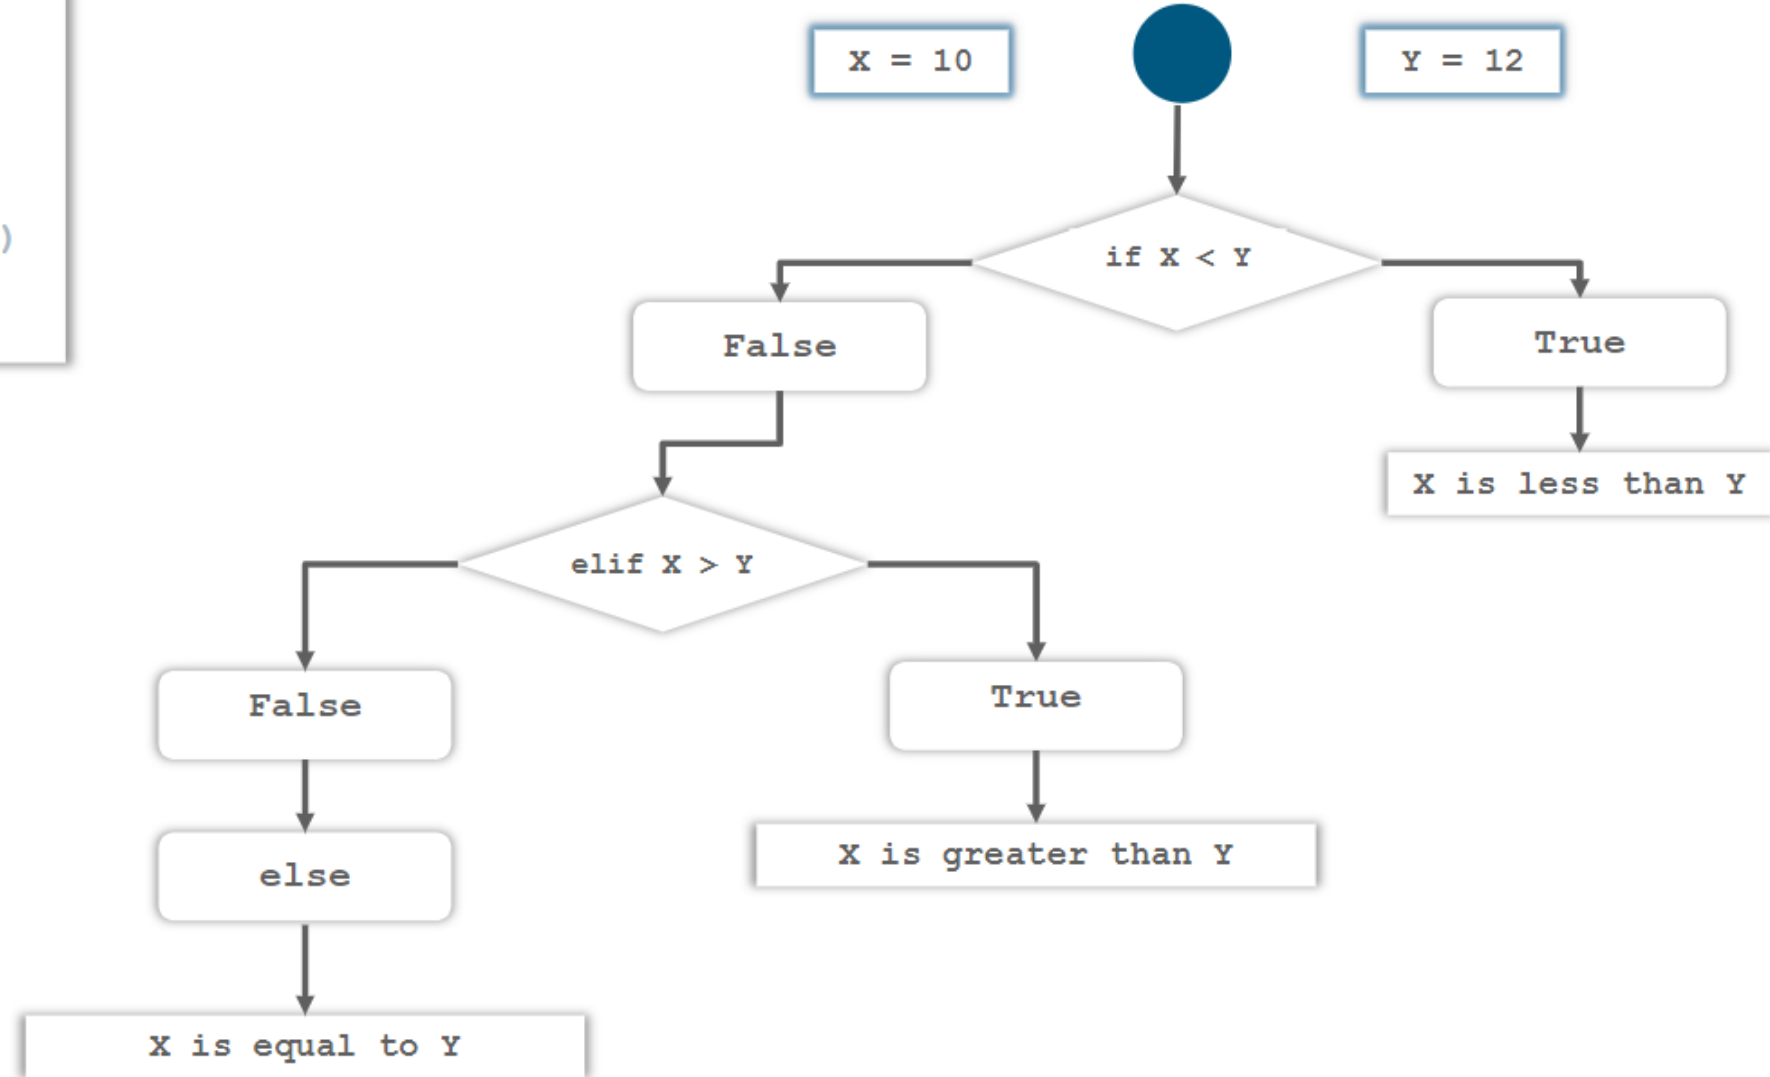 X = 10
Y = 12
)
if X < Y
False
True
X is less than Y
elif X > Y
False
True
else
X is greater than Y
X is equal to Y